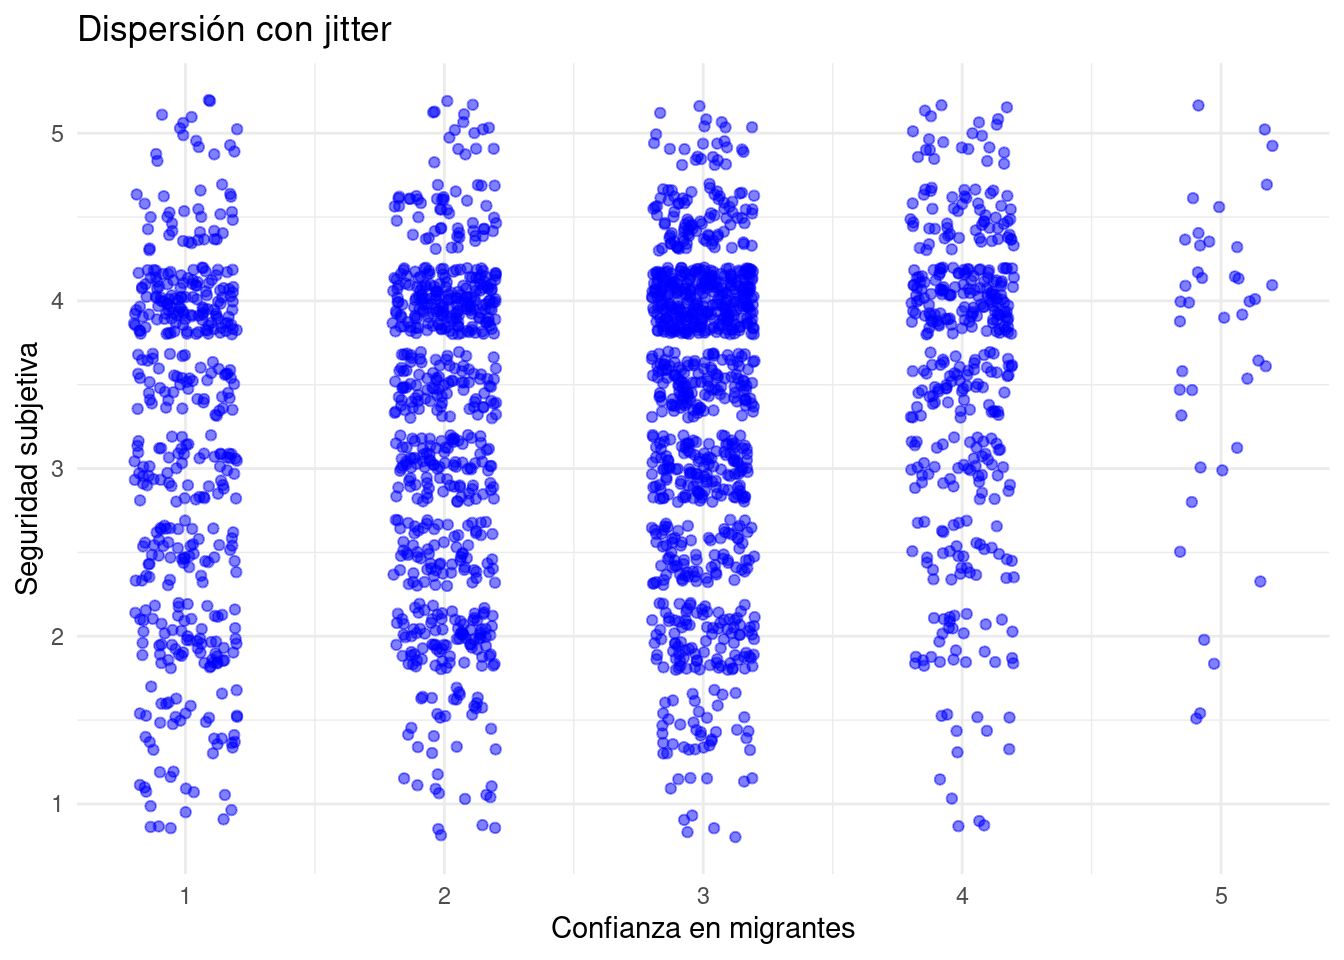 Dispersión con jitter
Seguridad subjetiva
5
4
3
2
1
1 2 3 4 5
Confianza en migrantes